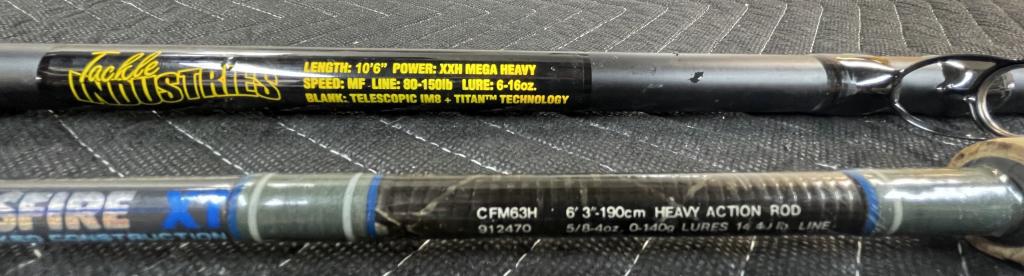 Tackle
INDUSTRIES
LENGTH: 10'6" POWER: XXH MEGA HEAVY
SPEED: MF LINE: 80-150lb LURE: 6-16oz.
BLANK: TELESCOPIC IM8 + TITAN™ TECHNOLOGY
SFIRE XT
CONSTRUCTION
CFM63H 6'3"-190cm HEAVY ACTION ROD
912470 5/8-4oz. 0-140g LURES LINE